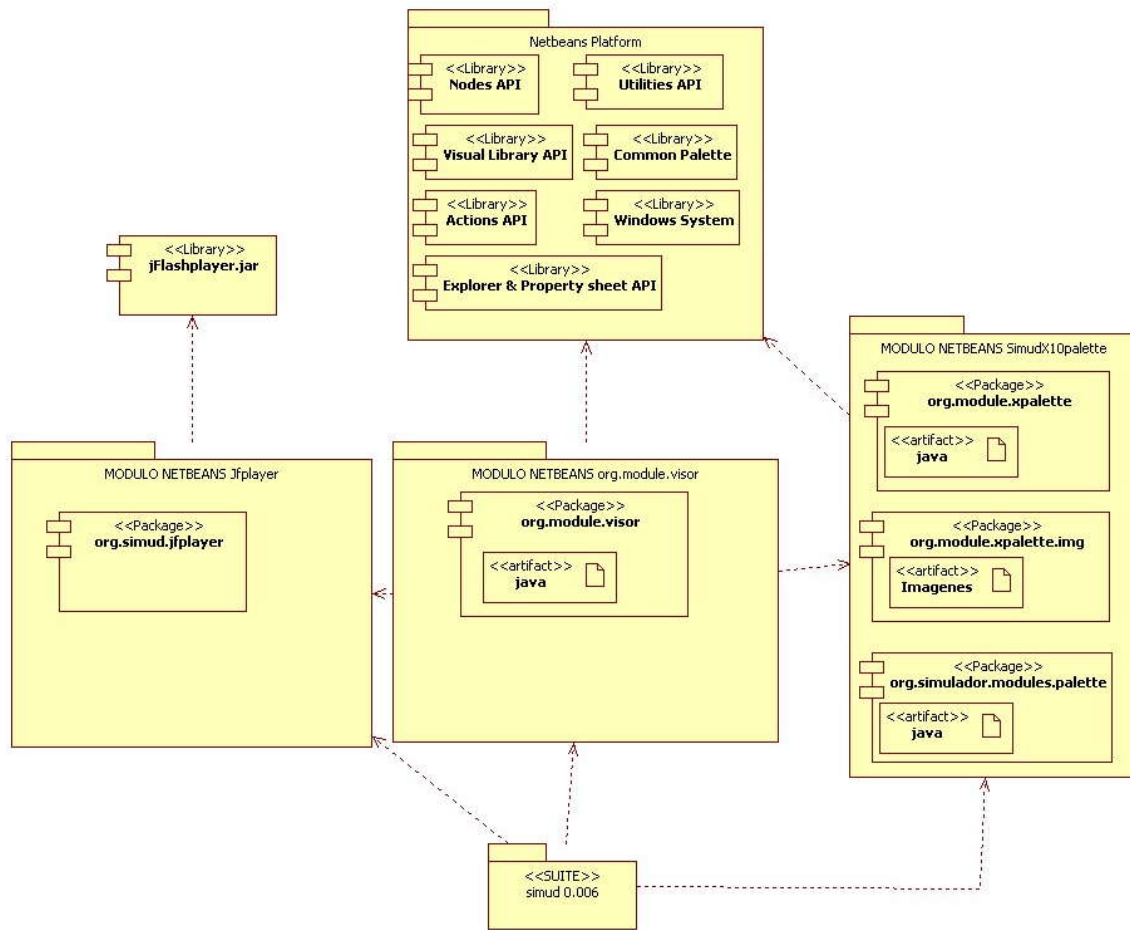 Netbeans Platform
<<Library>>
Nodes API
<<Library>>
Utilities API
<<Library>>
Visual Library API
<<Library>>
Common Palette
<<Library>>
Actions API
<<Library>>
Windows System
<<Library>>
Explorer & Property sheet API
<<Library>>
jFlashplayer.jar
MODULO NETBEANS SimudX10palette
<<Package>>
org.module.xpalette
<<artifact>>
java
<<Package>>
org.module.xpalette.img
<<artifact>>
Imagenes
<<Package>>
org.simulador.modules.palette
<<artifact>>
java
MODULO NETBEANS Jfplayer
<<Package>>
org.simud.jfplayer
MODULO NETBEANS org.module.visor
<<Package>>
org.module.visor
<<artifact>>
java
<<SUITE>>
simud 0.006